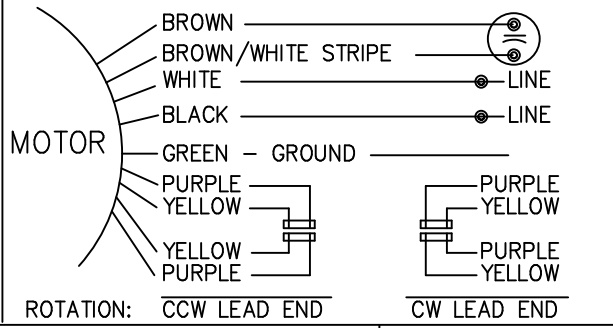 BROWN
BROWN/WHITE STRIPE
WHITE LINE
BLACK LINE
MOTOR
GREEN - GROUND
PURPLE PURPLE
YELLOW YELLOW
YELLOW PURPLE
PURPLE YELLOW
ROTATION: CCW LEAD END CW LEAD END